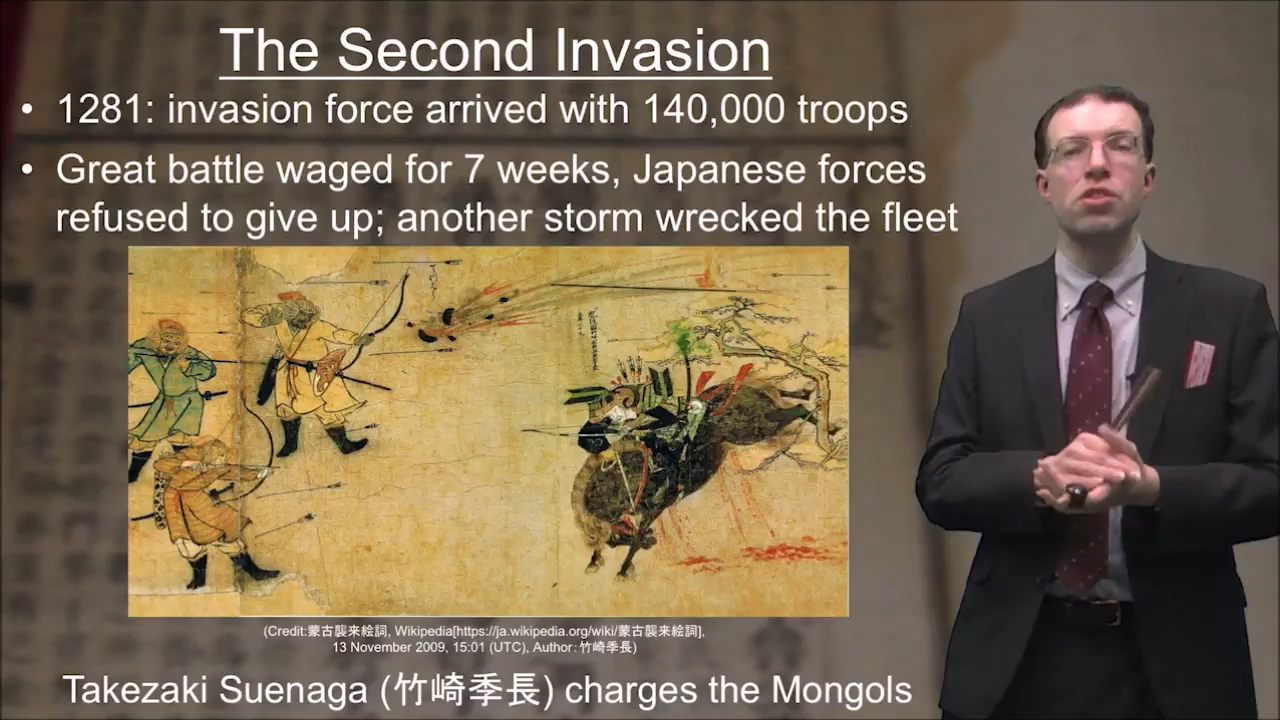 The Second Invasion
• 1281: invasion force arrived with 140,000 troops
• Great battle waged for 7 weeks, Japanese forces
refused to give up; another storm wrecked the fleet
(Credit:蒙古襲来絵詞, Wikipedia[https://ja.wikipedia.org/wiki/蒙古襲来絵詞],
13 November 2009, 15:01 (UTC), Author：竹崎季長)
Takezaki Suenaga (竹崎季長) charges the Mongols